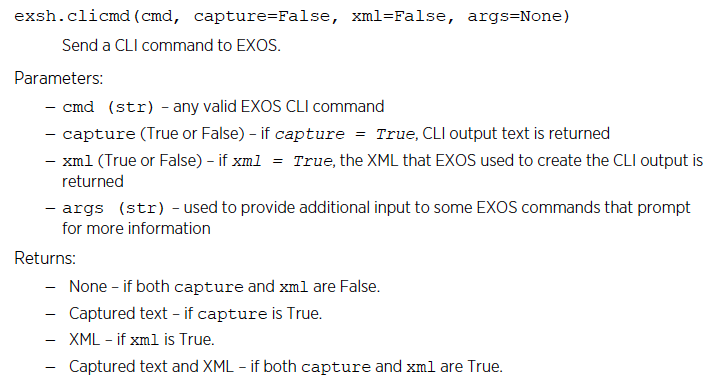 exsh.clicmd(cmd, capture=False, xml=False, args=None)
Send a CLI command to EXOS.
Parameters:
– cmd (str) – any valid EXOS CLI command
– capture (True or False) – if capture = True, CLI output text is returned
– xml (True or False) – if xml = True, the XML that EXOS used to create the CLI output is
returned
– args (str) – used to provide additional input to some EXOS commands that prompt
for more information
Returns:
– None – if both capture and xml are False.
– Captured text – if capture is True.
– XML – if xml is True.
– Captured text and XML – if both capture and xml are True.